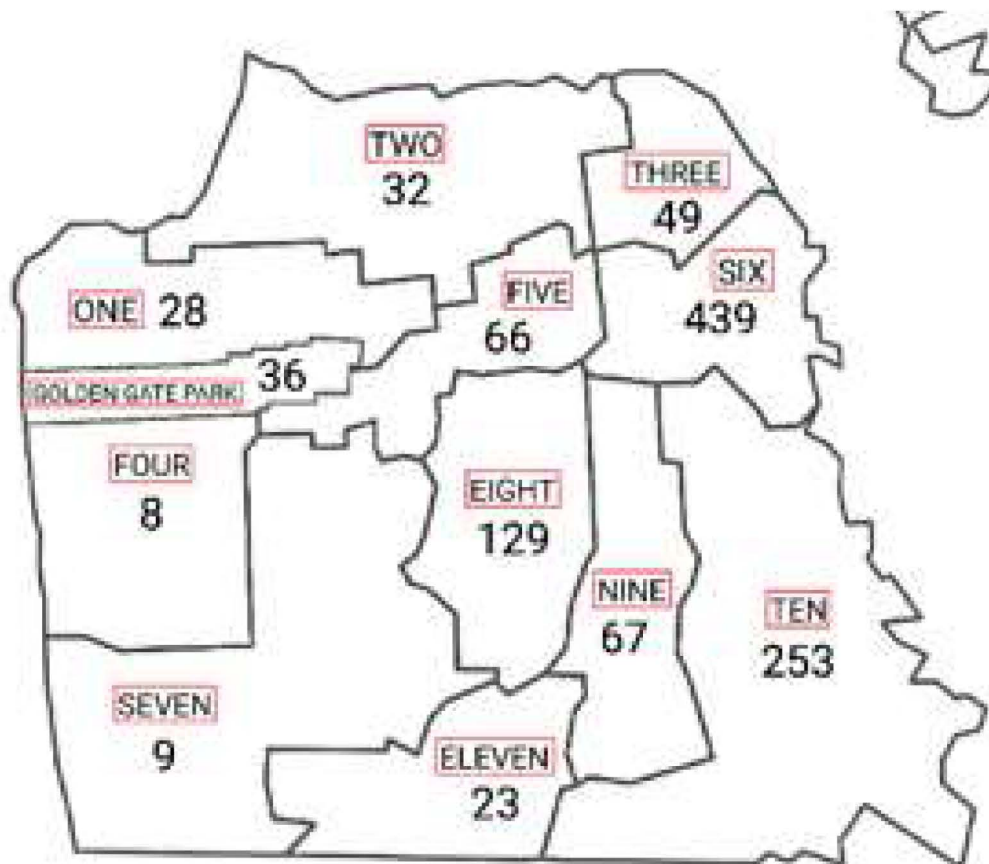 TWO
32
THREE
49
SIX
439
ONE 28
FIVE
66
GOLDEN GATE PARK 36
FOUR
8
EIGHT
129
NINE
67
TEN
253
SEVEN
9
ELEVEN
23